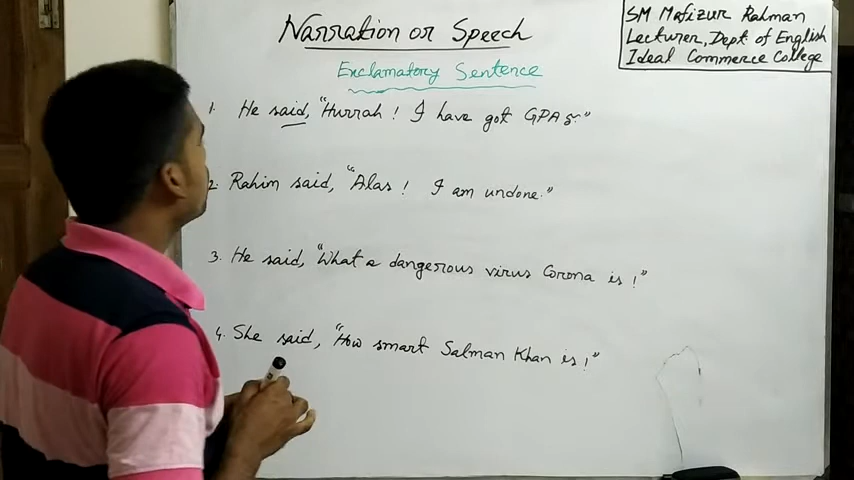 Narration or Speech
SM Mafizur Rahman
Lecturer, Dept of English
Ideal Commerce College
Exclamatory Sentence
1. He said, "Hurrah! I have got GPA 5."
2. Rahim said, "Alas! I am undone."
3. He said, "What a dangerous virus Corona is!"
4. She said, "How smart Salman Khan is!"